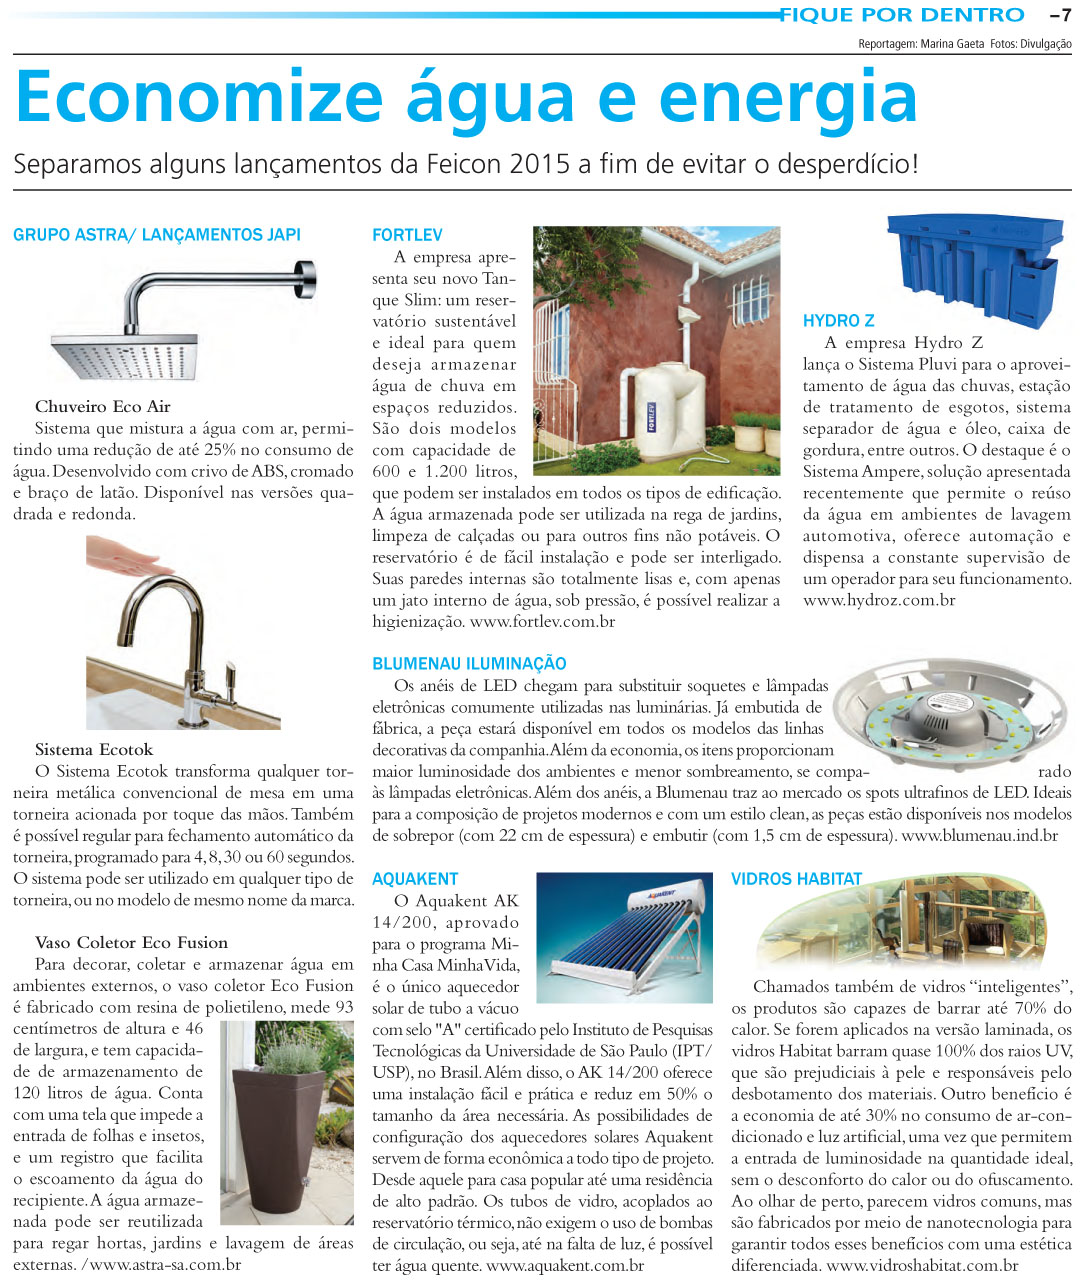 FIQUE POR DENTRO –7
Reportagem: Marina Gaeta Fotos: Divulgação
Economize água e energia
Separamos alguns lançamentos da Feicon 2015 a fim de evitar o desperdício!
GRUPO ASTRA/ LANÇAMENTOS JAPI
Chuveiro Eco Air
Sistema que mistura a água com ar, permi-
tindo uma redução de até 25% no consumo de
água. Desenvolvido com crivo de ABS, cromado
e braço de latão. Disponível nas versões qua-
drada e redonda.
Sistema Ecotok
O Sistema Ecotok transforma qualquer tor-
neira metálica convencional de mesa em uma
torneira acionada por toque das mãos. Também
é possível regular para fechamento automático da
torneira, programado para 4, 8, 30 ou 60 segundos.
O sistema pode ser utilizado em qualquer tipo de
torneira, ou no modelo de mesmo nome da marca.
Vaso Coletor Eco Fusion
Para decorar, coletar e armazenar água em
ambientes externos, o vaso coletor Eco Fusion
é fabricado com resina de polietileno, mede 93
centímetros de altura e 46
de largura, e tem capacida-
de de armazenamento de
120 litros de água. Conta
com uma tela que impede a
entrada de folhas e insetos,
e um registro que facilita
o escoamento da água do
recipiente. A água armaze-
nada pode ser reutilizada
para regar hortas, jardins e lavagem de áreas
externas. /www.astra-sa.com.br
FORTLEV
A empresa apre-
senta seu novo Tan-
que Slim: um reser-
vatório sustentável
e ideal para quem
deseja armazenar
água de chuva em
espaços reduzidos.
São dois modelos
com capacidade de
600 e 1.200 litros,
que podem ser instalados em todos os tipos de edificação.
A água armazenada pode ser utilizada na rega de jardins,
limpeza de calçadas ou para outros fins não potáveis. O
reservatório é de fácil instalação e pode ser interligado.
Suas paredes internas são totalmente lisas e, com apenas
um jato interno de água, sob pressão, é possível realizar a
higienização. www.fortlev.com.br
FORTLEV
HYDRO Z
A empresa Hydro Z
lança o Sistema Pluvi para o aprovei-
tamento de água das chuvas, estação
de tratamento de esgotos, sistema
separador de água e óleo, caixa de
gordura, entre outros. O destaque é o
Sistema Ampere, solução apresentada
recentemente que permite o reúso
da água em ambientes de lavagem
automotiva, oferece automação e
dispensa a constante supervisão de
um operador para seu funcionamento.
www.hydroz.com.br
BLUMENAU ILUMINAÇÃO
Os anéis de LED chegam para substituir soquetes e lâmpadas
eletrônicas comumente utilizadas nas luminárias. Já embutida de
fábrica, a peça estará disponível em todos os modelos das linhas
decorativas da companhia. Além da economia, os itens proporcionam
maior luminosidade dos ambientes e menor sombreamento, se compa- rado
às lâmpadas eletrônicas. Além dos anéis, a Blumenau traz ao mercado os spots ultrafinos de LED. Ideais
para a composição de projetos modernos e com um estilo clean, as peças estão disponíveis nos modelos
de sobrepor (com 22 cm de espessura) e embutir (com 1,5 cm de espessura). www.blumenau.ind.br
AQUAKENT
O Aquakent AK
14/200, aprovado
para o programa Mi-
nha Casa Minha Vida,
é o único aquecedor
solar de tubo a vácuo
com selo "A" certificado pelo Instituto de Pesquisas
Tecnológicas da Universidade de São Paulo (IPT/
USP), no Brasil. Além disso, o AK 14/200 oferece
uma instalação fácil e prática e reduz em 50% o
tamanho da área necessária. As possibilidades de
configuração dos aquecedores solares Aquakent
servem de forma econômica a todo tipo de projeto.
Desde aquele para casa popular até uma residência
de alto padrão. Os tubos de vidro, acoplados ao
reservatório térmico, não exigem o uso de bombas
de circulação, ou seja, até na falta de luz, é possível
ter água quente. www.aquakent.com.br
AQUAKENT
VIDROS HABITAT
Chamados também de vidros “inteligentes”,
os produtos são capazes de barrar até 70% do
calor. Se forem aplicados na versão laminada, os
vidros Habitat barram quase 100% dos raios UV,
que são prejudiciais à pele e responsáveis pelo
desbotamento dos materiais. Outro benefício é
a economia de até 30% no consumo de ar-con-
dicionado e luz artificial, uma vez que permitem
a entrada de luminosidade na quantidade ideal,
sem o desconforto do calor ou do ofuscamento.
Ao olhar de perto, parecem vidros comuns, mas
são fabricados por meio de nanotecnologia para
garantir todos esses benefícios com uma estética
diferenciada. www.vidroshabitat.com.br